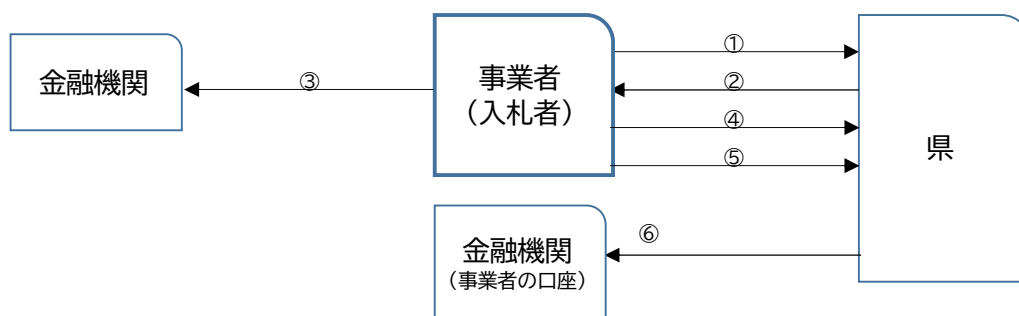 金融機関
③
事業者
（入札者）
①
②
④
⑤
県
金融機関
（事業者の口座）
⑥